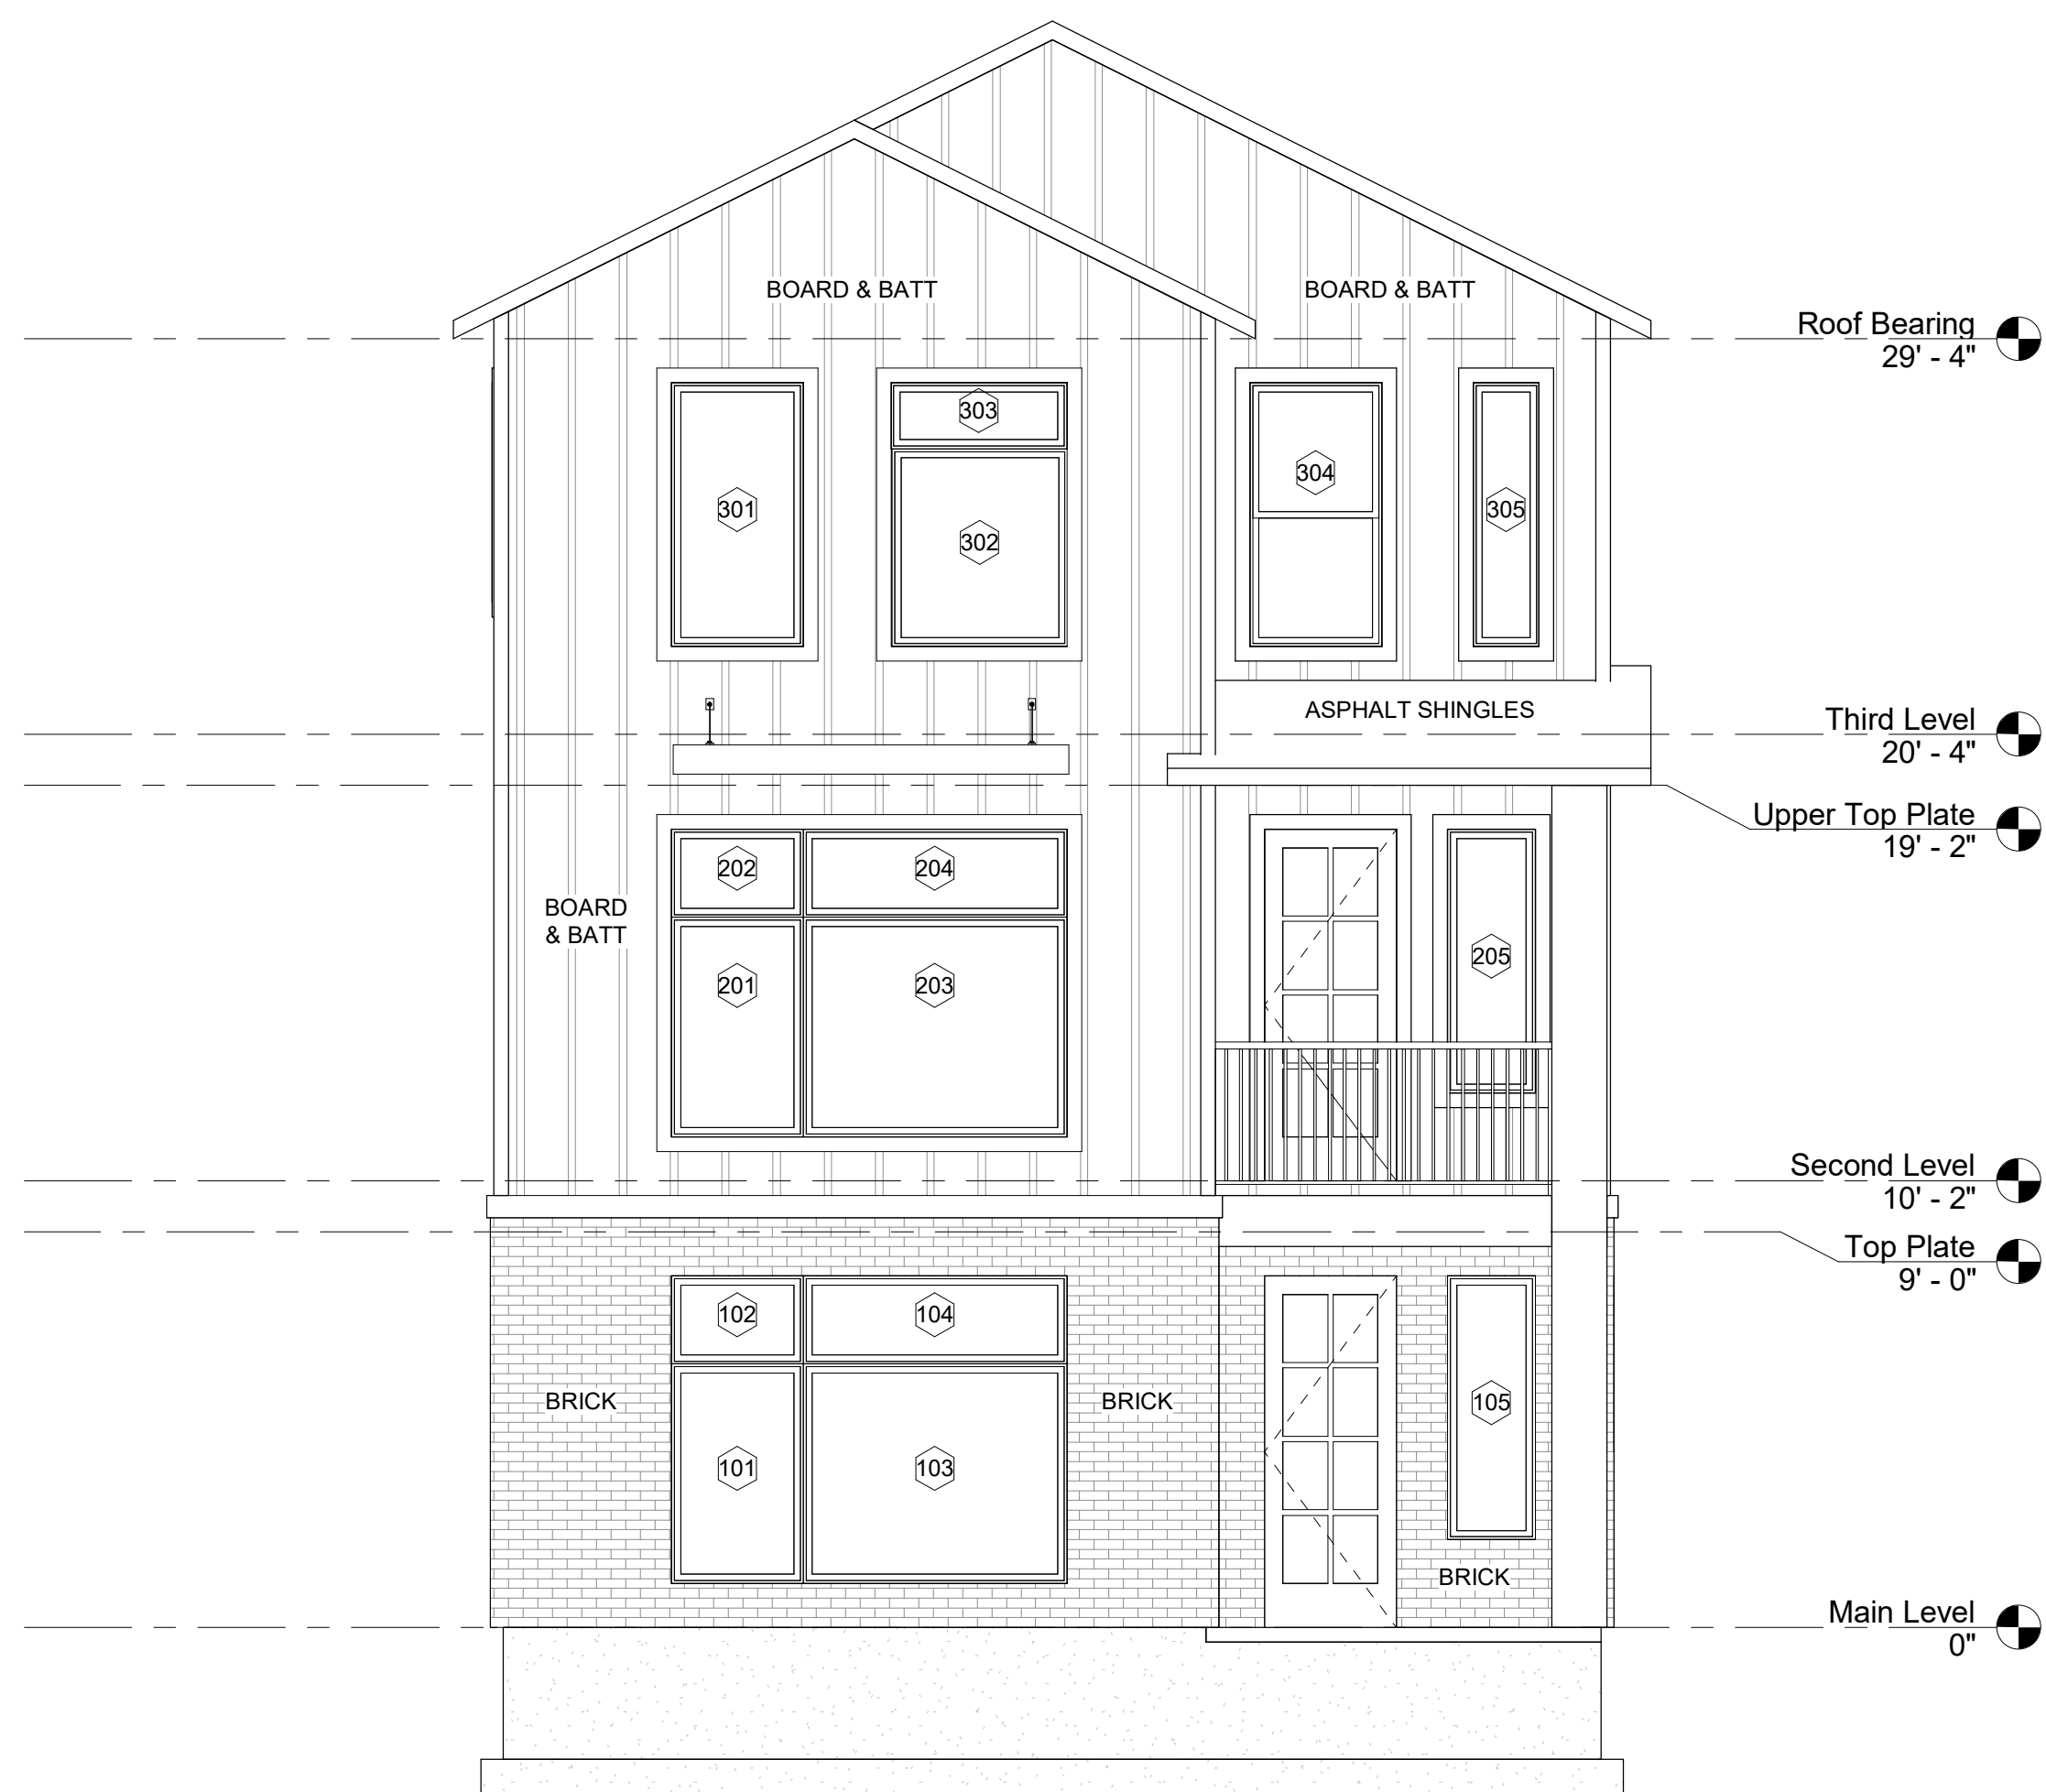 BOARD & BATT
BOARD & BATT
Roof Bearing
29' - 4"
303
304
301
305
302
ASPHALT SHINGLES
Third Level
20' - 4"
Upper Top Plate
19' - 2"
202
204
BOARD
& BATT
205
201
203
Second Level
10' - 2"
Top Plate
9' - 0"
102
104
BRICK
BRICK
105
101
103
BRICK
Main Level
0"